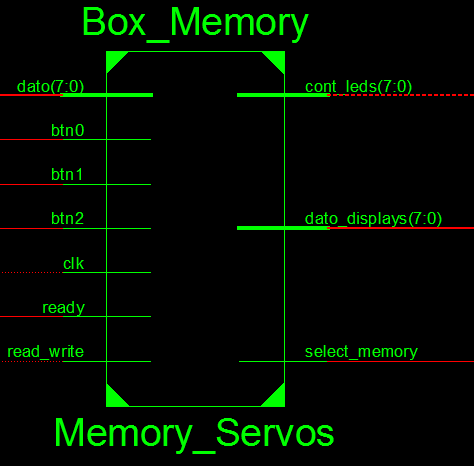 Box_Memory
dato(7:0)
cont_leds(7:0)
btn0
btn1
btn2
dato_displays(7:0)
clk
ready
read_write
select_memory
Memory_Servos